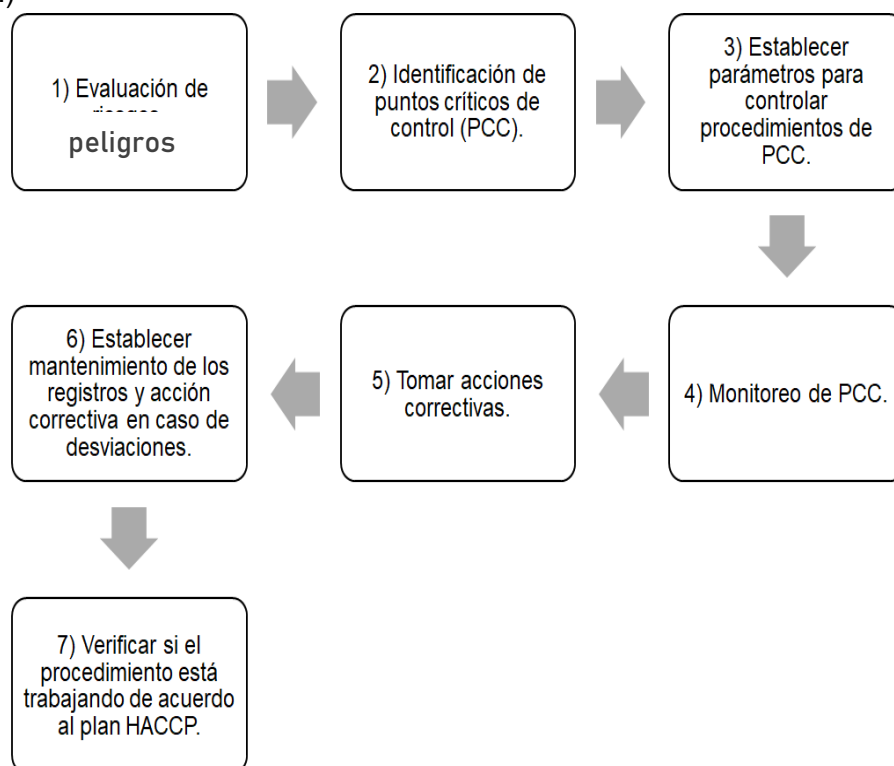 1) Evaluación de
peligros
2) Identificación de
puntos críticos de
control (PCC).
3) Establecer
parámetros para
controlar
procedimientos de
PCC.
4) Monitoreo de PCC.
5) Tomar acciones
correctivas.
6) Establecer
mantenimiento de los
registros y acción
correctiva en caso de
desviaciones.
7) Verificar si el
procedimiento está
trabajando de acuerdo
al plan HACCP.